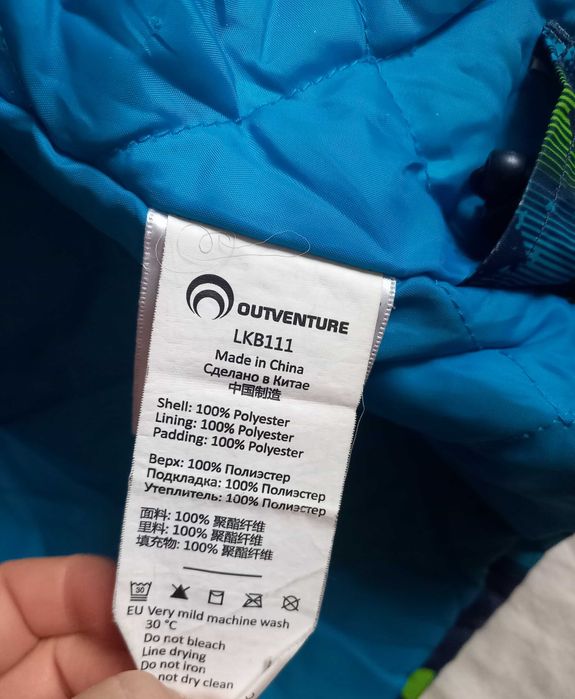 OUTVENTURE
LKB111
Made in China
Сделано в Китае
中国制造
Shell: 100% Polyester
Lining: 100% Polyester
Padding: 100% Polyester
Верх: 100% Полиэстер
Подкладка: 100% Полиэстер
Утеплитель: 100% Полиэстер
面料: 100% 聚酯纤维
里料: 100% 聚酯纤维
填充物: 100% 聚酯纤维
30
EU Very mild machine wash
30 °C
Do not bleach
Line drying
Do not iron
Do not dry clean